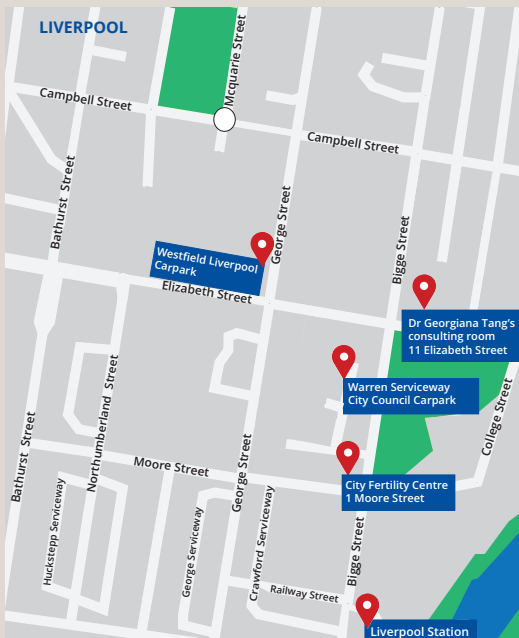 LIVERPOOL
Mcquarie Street
Campbell Street
Campbell Street
Bathurst Street
George Street
Bigge Street
Westfield Liverpool
Carpark
Elizabeth Street
Dr Georgiana Tang's
consulting room
11 Elizabeth Street
Warren Serviceway
City Council Carpark
College Street
Northumberland Street
Bathurst Street
Moore Street
George Street
City Fertility Centre
1 Moore Street
Huckstepp Serviceway
George Serviceway
Crawford Serviceway
Bigge Street
Railway Street
Liverpool Station